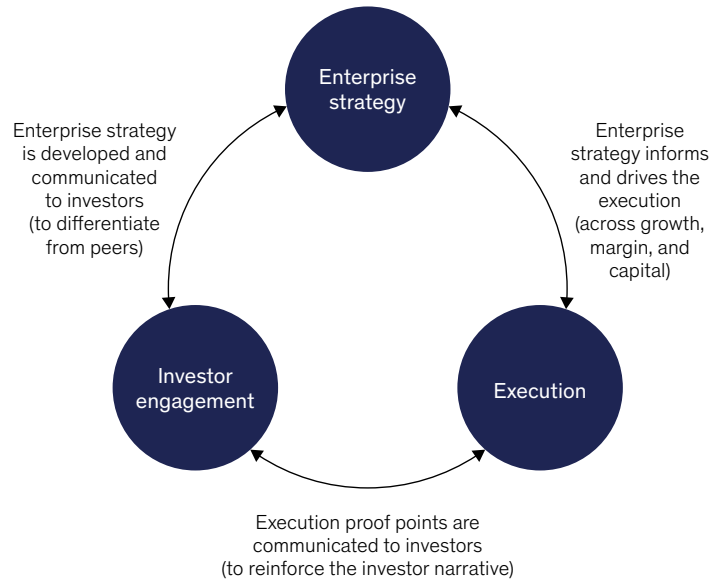 Enterprise
strategy
Enterprise strategy
is developed and
communicated
to investors
(to differentiate
from peers)
Enterprise
strategy informs
and drives the
execution
(across growth,
margin, and
capital)
Investor
engagement
Execution
Execution proof points are
communicated to investors
(to reinforce the investor narrative)